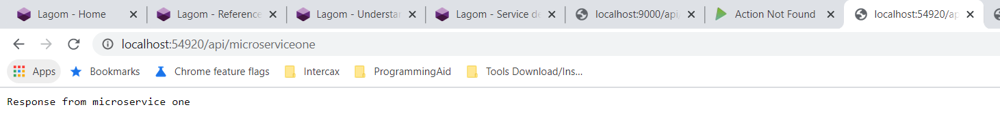 Lagom - Home Lagom - Reference Lagom - Understan Lagom - Service de localhost:9000/api/ Action Not Found localhost:54920/ap
localhost:54920/api/microserviceone
Apps Bookmarks Chrome feature flags Intercax ProgrammingAid Tools Download/Ins...
Response from microservice one